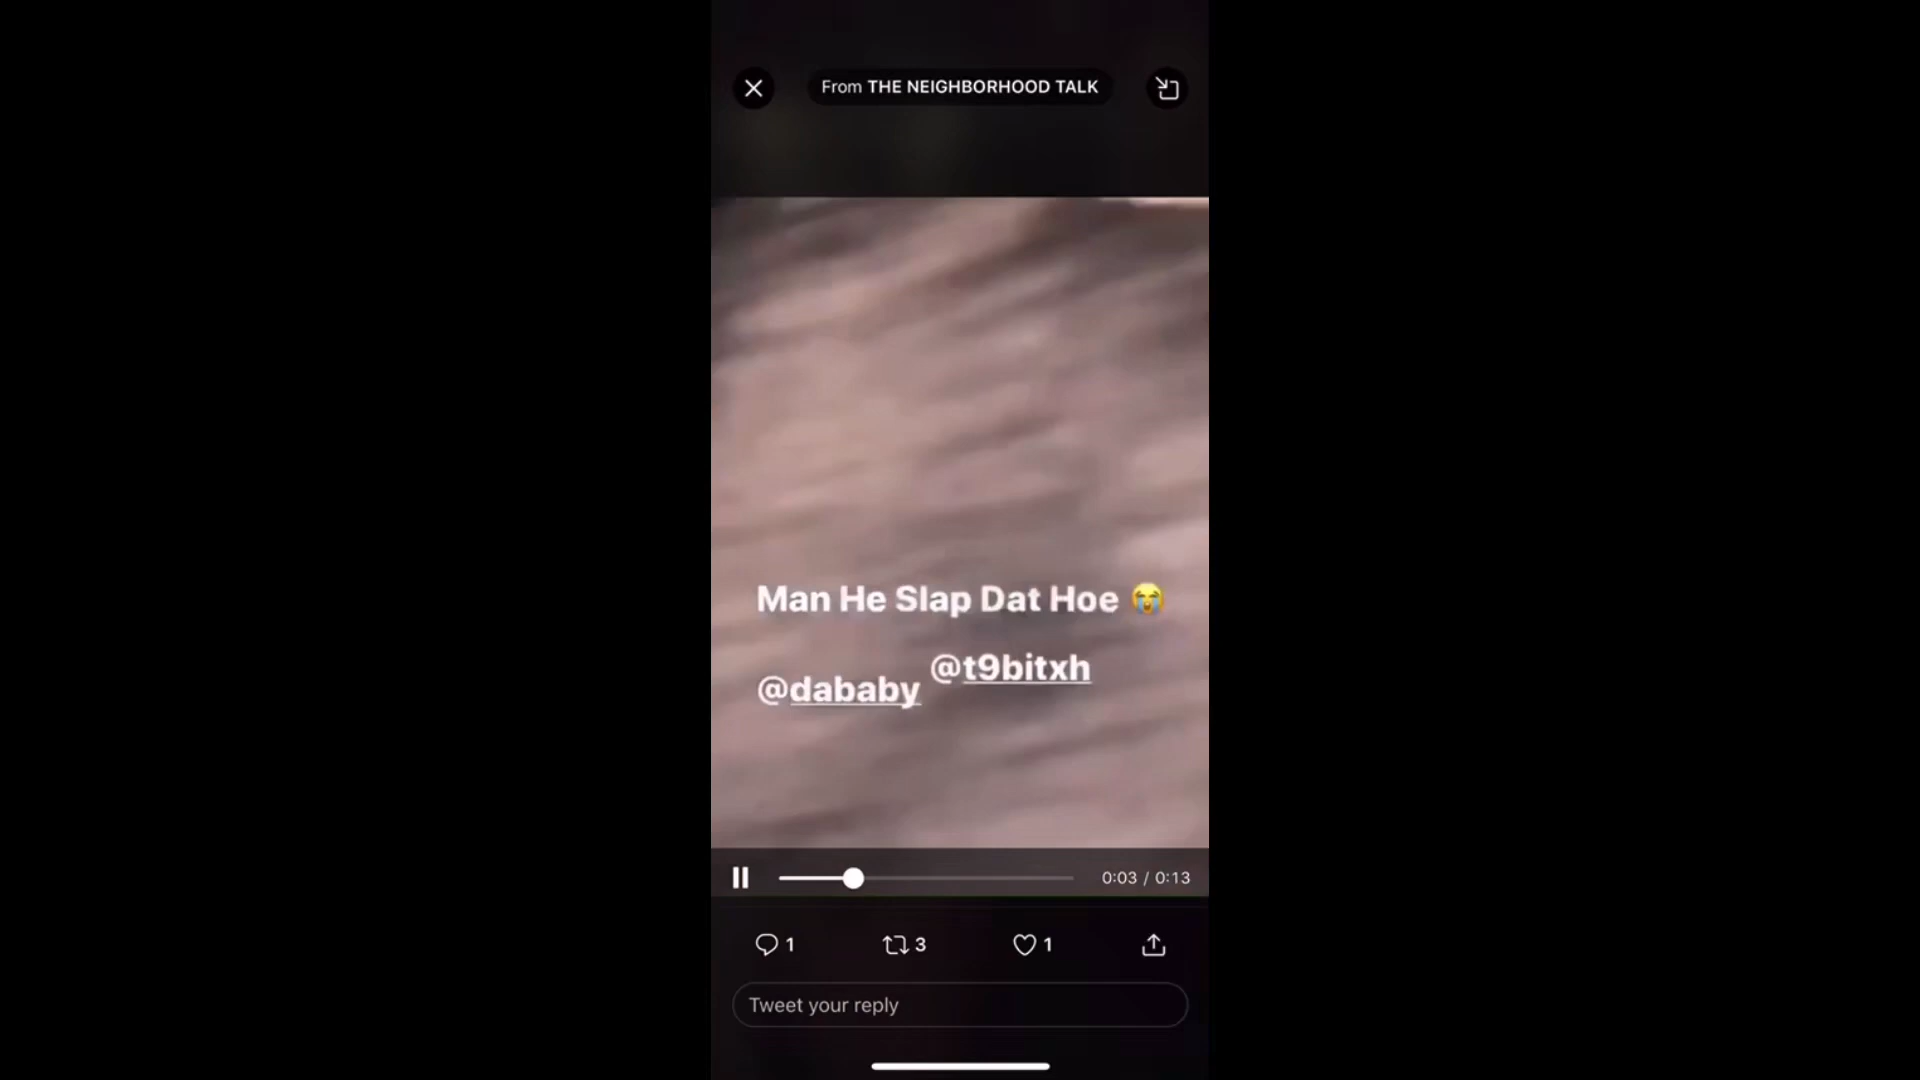 From THE NEIGHBORHOOD TALK
Man He Slap Dat Hoe 😭
@t9bitxh
@dababy
0:03 / 0:13
1
3
1
Tweet your reply